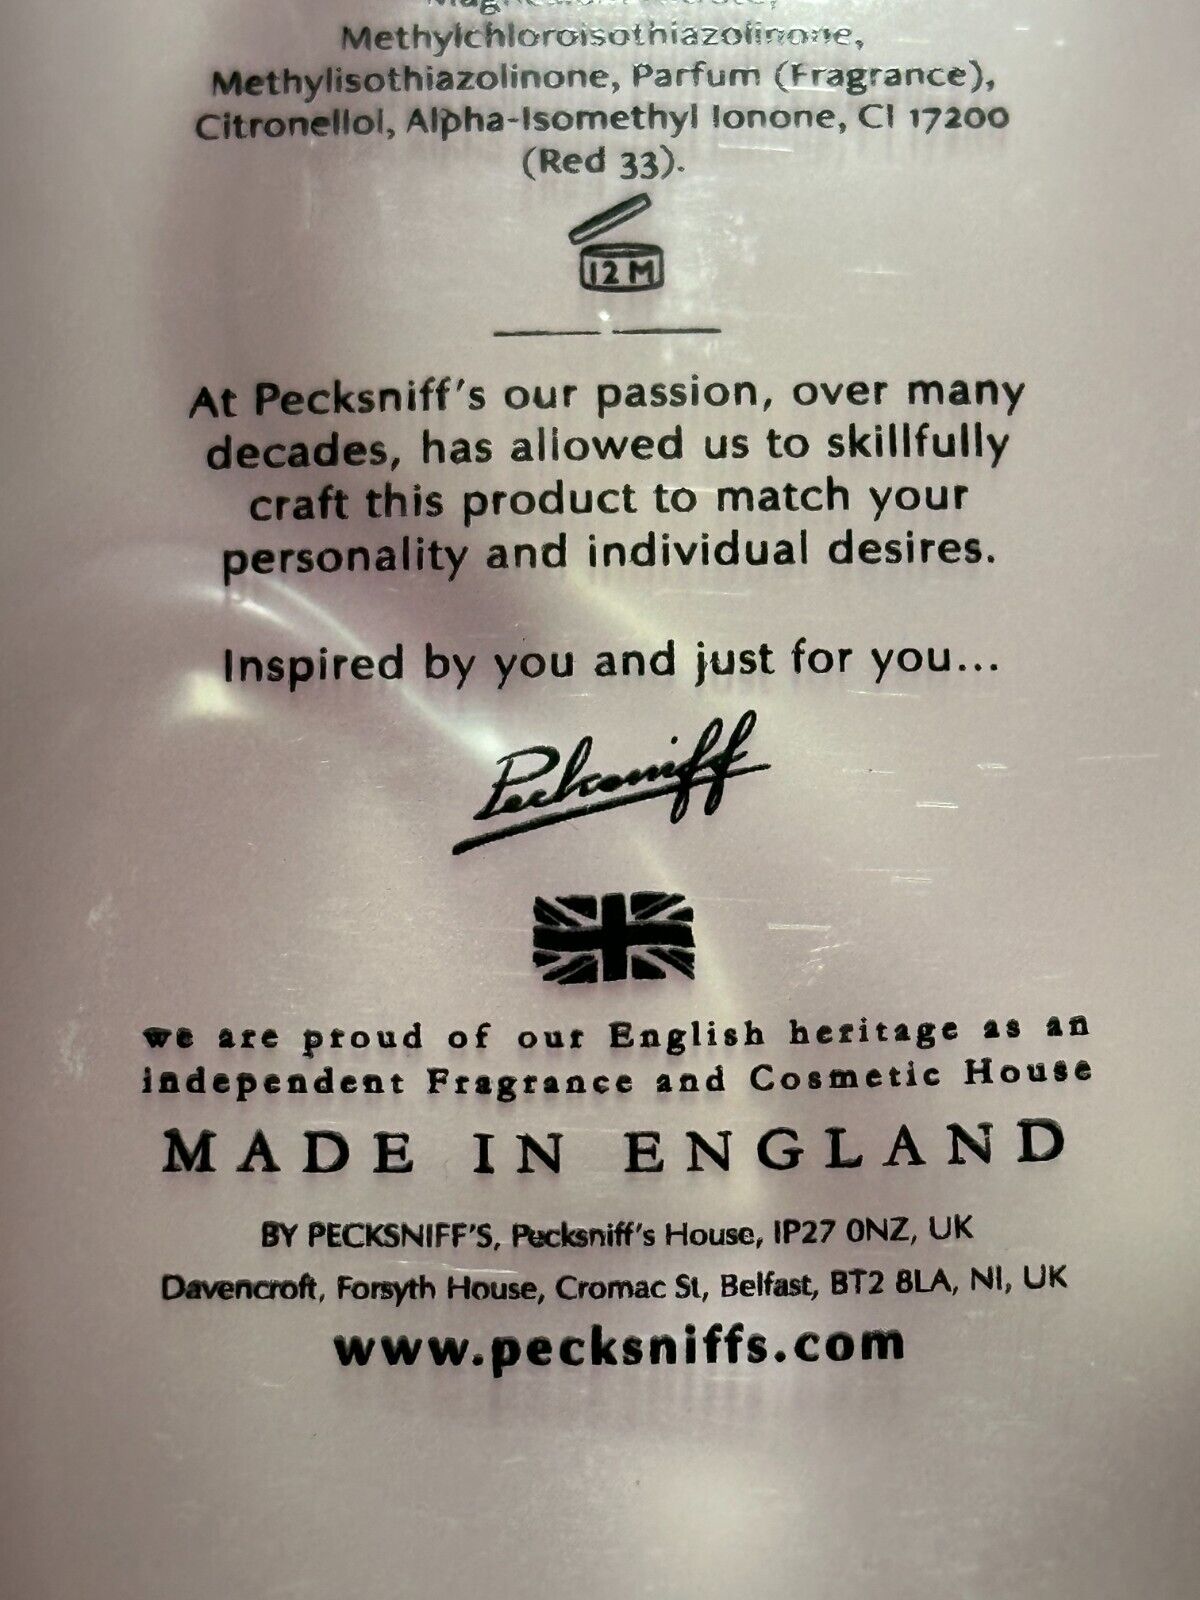 Methylchloroisothiazolinone,
Methylisothiazolinone, Parfum (Fragrance),
Citronellol, Alpha-Isomethyl Ionone, CI 17200
(Red 33).
12 M
At Pecksniff's our passion, over many
decades, has allowed us to skillfully
craft this product to match your
personality and individual desires.
Inspired by you and just for you...
Pecksniff
we are proud of our English heritage as an
independent Fragrance and Cosmetic House
MADE IN ENGLAND
BY PECKSNIFF'S, Pecksniff's House, IP27 0NZ, UK
Davencroft, Forsyth House, Cromac St, Belfast, BT2 8LA, NI, UK
www.pecksniffs.com